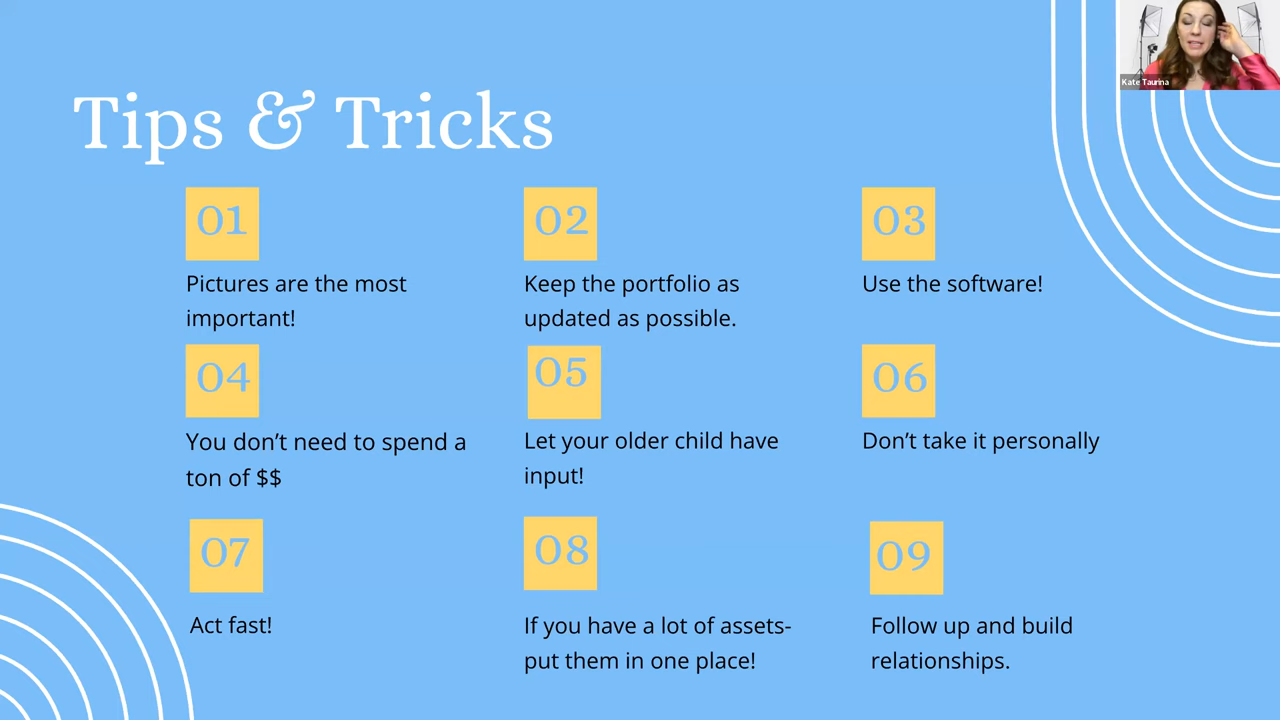 Kate Taurina
Tips & Tricks
01
Pictures are the most
important!
02
Keep the portfolio as
updated as possible.
03
Use the software!
04
You don’t need to spend a
ton of $$
05
Let your older child have
input!
06
Don’t take it personally
07
Act fast!
08
If you have a lot of assets-
put them in one place!
09
Follow up and build
relationships.